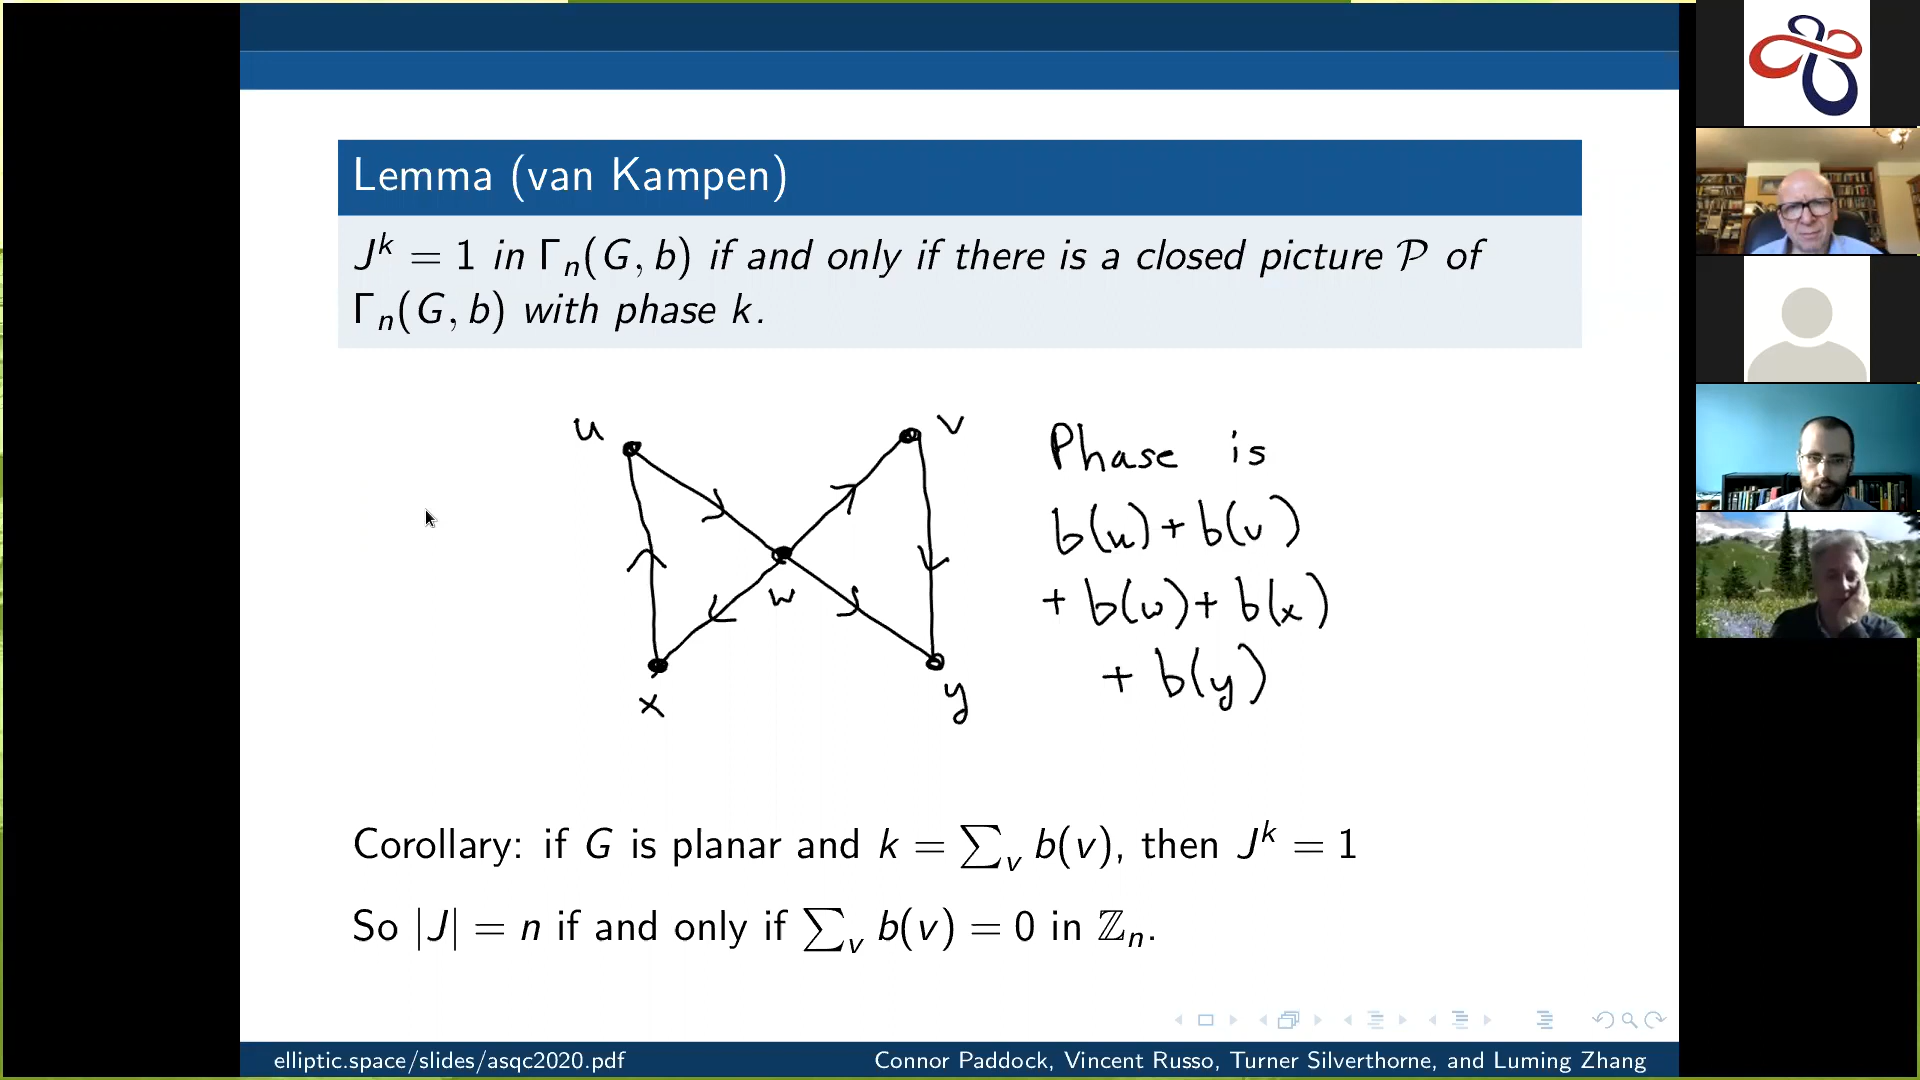 Lemma (van Kampen)
J^k = 1 in Γ_n(G, b) if and only if there is a closed picture 𝒫 of
Γ_n(G, b) with phase k.
u
v
w
x
y
Phase is
b(u) + b(v)
+ b(w) + b(x)
+ b(y)
Corollary: if G is planar and k = ∑_v b(v), then J^k = 1
So |J| = n if and only if ∑_v b(v) = 0 in ℤ_n.
elliptic.space/slides/asqc2020.pdf
Connor Paddock, Vincent Russo, Turner Silverthorne, and Luming Zhang